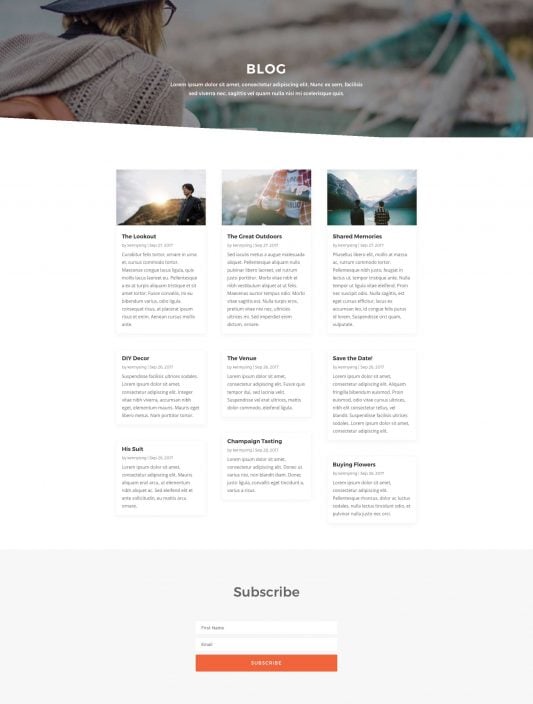 BLOG
Lorem ipsum dolor sit amet, consectetur adipiscing elit. Nunc ex sem, facilisis
sed viverra nec, sagittis vel quam nulla nisi mi scelerisque quis.
The Lookout
by kennysing | Sep 27, 2017
Curabitur felis tortor, ornare in urna
et, cursus commodo tortor.
Maecenas congue lacus ligula, quis
mollis lacus laoreet eu. Pellentesque
a ex at turpis aliquam tristique et sit
amet tortor. Fusce convallis, mi eu
bibendum varius, odio ligula,
consequat risus, at placerat ipsum
risus et enim. Aenean cursus mollis
ante.
The Great Outdoors
by kennysing | Sep 27, 2017
Sed iaculis metus a augue malesuada
aliquet. Pellentesque aliquam nulla
pulvinar libero laoreet, vel rutrum
justo porttitor. Morbi vitae nibh et
nibh vestibulum aliquet at ut felis.
Maecenas auctor tempus odio. Morbi
vitae sagittis orci. Nulla turpis eros,
pretium vitae nisl nec, ultricies
ultrices mi. Sed imperdiet enim
dictum, ornare.
Shared Memories
by kennysing | Sep 27, 2017
Phasellus libero eros, mollis at massa
ac, rutrum commodo tortor.
Pellentesque nibh justo, feugiat in
lectus ut, tempor tristique ante. Nulla
tempor ut ligula vitae eleifend. Proin
nec suscipit odio. Nulla sagittis, est
eget cursus efficitur, lacus ex
accumsan leo, id congue felis purus
id lorem. Suspendisse orci quam,
vulputate.
DIY Decor
by kennysing | Sep 26, 2017
Suspendisse facilisis ultrices sodales.
Lorem ipsum dolor sit amet,
consectetur adipiscing elit. Integer
vitae nibh viverra, accumsan nibh
eget, elementum mauris. Mauris eget
libero metus. Nam porttitor tortor.
The Venue
by kennysing | Sep 26, 2017
Lorem ipsum dolor sit amet,
consectetur adipiscing elit. Fusce quis
tempor dui, sed lacinia velit.
Suspendisse vel erat ultrices, mattis
dolor commodo, eleifend ligula.
Save the Date!
by kennysing | Sep 26, 2017
Lorem ipsum dolor sit amet,
consectetur adipiscing elit. Aliquam
fringilla bibendum euismod. Proin
euismod, odio vitae cursus ultrices,
nibh elit consectetur tellus, vel
blandit. Suspendisse facilisis ultrices
sodales. Lorem ipsum dolor sit amet,
consectetur adipiscing elit.
His Suit
by kennysing | Sep 26, 2017
Lorem ipsum dolor sit amet,
consectetur adipiscing elit. Mauris
aliquam erat arcu, ut elementum
nibh aliquet ac. Sed eleifend elit et
ante sollicitudin, eu mattis arcu
ornare.
Champaign Tasting
by kennysing | Sep 26, 2017
Lorem ipsum dolor sit amet,
consectetur adipiscing elit. Donec ac
varius nisi, non blandit diam. Donec
justo ligula, convallis eget tincidunt a,
varius a risus.
Buying Flowers
by kennysing | Sep 26, 2017
Lorem ipsum dolor sit amet,
consectetur adipiscing elit.
Pellentesque rhoncus, dolor ac luctus
sodales, nulla lectus tincidunt odio, et
pulvinar nulla justo nec orci.
Subscribe
First Name
Email
SUBSCRIBE